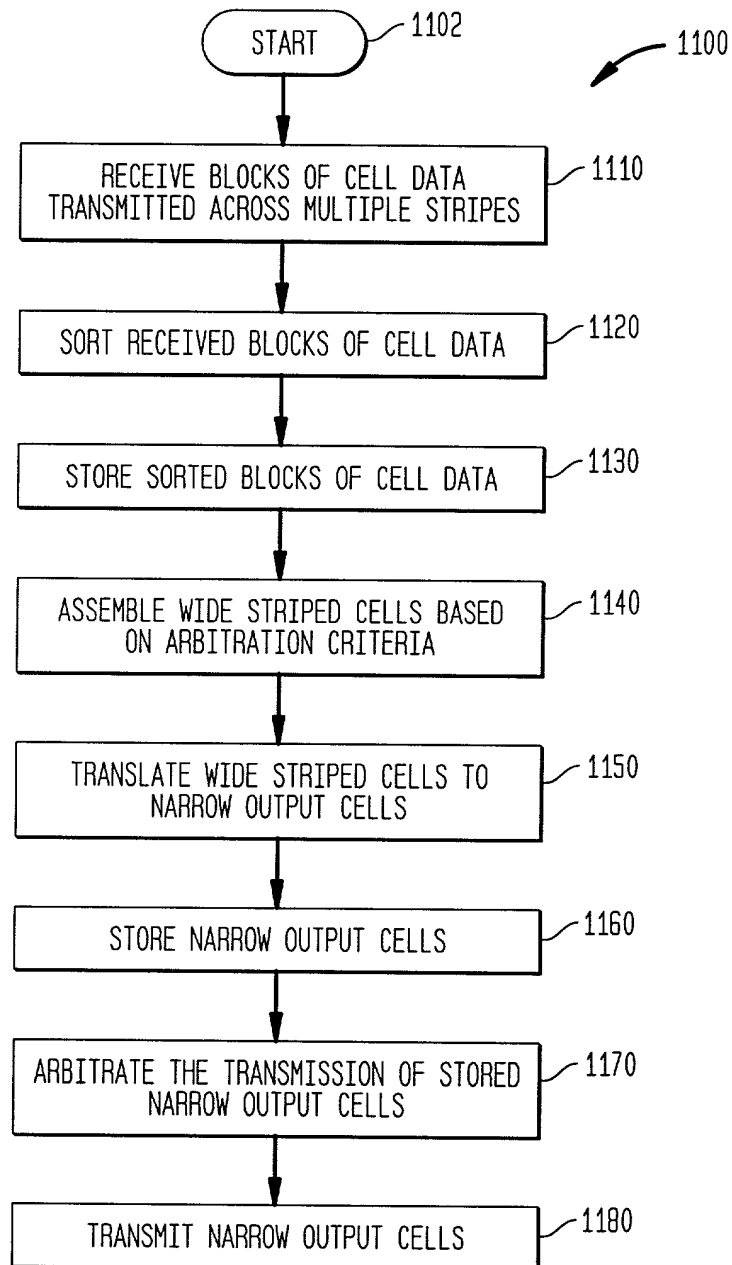 START
1102
1100
RECEIVE BLOCKS OF CELL DATA
TRANSMITTED ACROSS MULTIPLE STRIPES
1110
SORT RECEIVED BLOCKS OF CELL DATA
1120
STORE SORTED BLOCKS OF CELL DATA
1130
ASSEMBLE WIDE STRIPED CELLS BASED
ON ARBITRATION CRITERIA
1140
TRANSLATE WIDE STRIPED CELLS TO
NARROW OUTPUT CELLS
1150
STORE NARROW OUTPUT CELLS
1160
ARBITRATE THE TRANSMISSION OF STORED
NARROW OUTPUT CELLS
1170
TRANSMIT NARROW OUTPUT CELLS
1180